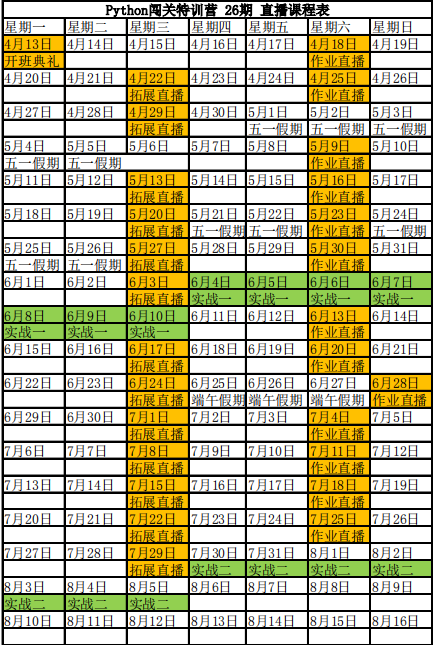 Python闯关特训营 26期 直播课程表
星期一 星期二 星期三 星期四 星期五 星期六 星期日
4月13日 4月14日 4月15日 4月16日 4月17日 4月18日 4月19日
开班典礼 作业直播
4月20日 4月21日 4月22日 4月23日 4月24日 4月25日 4月26日
拓展直播 作业直播
4月27日 4月28日 4月29日 4月30日 5月1日 5月2日 5月3日
拓展直播 五一假期 五一假期 五一假期
5月4日 5月5日 5月6日 5月7日 5月8日 5月9日 5月10日
五一假期 五一假期 作业直播
5月11日 5月12日 5月13日 5月14日 5月15日 5月16日 5月17日
拓展直播 作业直播
5月18日 5月19日 5月20日 5月21日 5月22日 5月23日 5月24日
拓展直播 五一假期 五一假期 作业直播 五一假期
5月25日 5月26日 5月27日 5月28日 5月29日 5月30日 5月31日
五一假期 五一假期 拓展直播 作业直播
6月1日 6月2日 6月3日 6月4日 6月5日 6月6日 6月7日
拓展直播 实战一 实战一 实战一 实战一
6月8日 6月9日 6月10日 6月11日 6月12日 6月13日 6月14日
实战一 实战一 实战一 作业直播
6月15日 6月16日 6月17日 6月18日 6月19日 6月20日 6月21日
拓展直播 作业直播
6月22日 6月23日 6月24日 6月25日 6月26日 6月27日 6月28日
拓展直播 端午假期 端午假期 端午假期 作业直播
6月29日 6月30日 7月1日 7月2日 7月3日 7月4日 7月5日
拓展直播 作业直播
7月6日 7月7日 7月8日 7月9日 7月10日 7月11日 7月12日
拓展直播 作业直播
7月13日 7月14日 7月15日 7月16日 7月17日 7月18日 7月19日
拓展直播 作业直播
7月20日 7月21日 7月22日 7月23日 7月24日 7月25日 7月26日
拓展直播 作业直播
7月27日 7月28日 7月29日 7月30日 7月31日 8月1日 8月2日
拓展直播 实战二 实战二 实战二 实战二
8月3日 8月4日 8月5日 8月6日 8月7日 8月8日 8月9日
实战二 实战二 实战二
8月10日 8月11日 8月12日 8月13日 8月14日 8月15日 8月16日